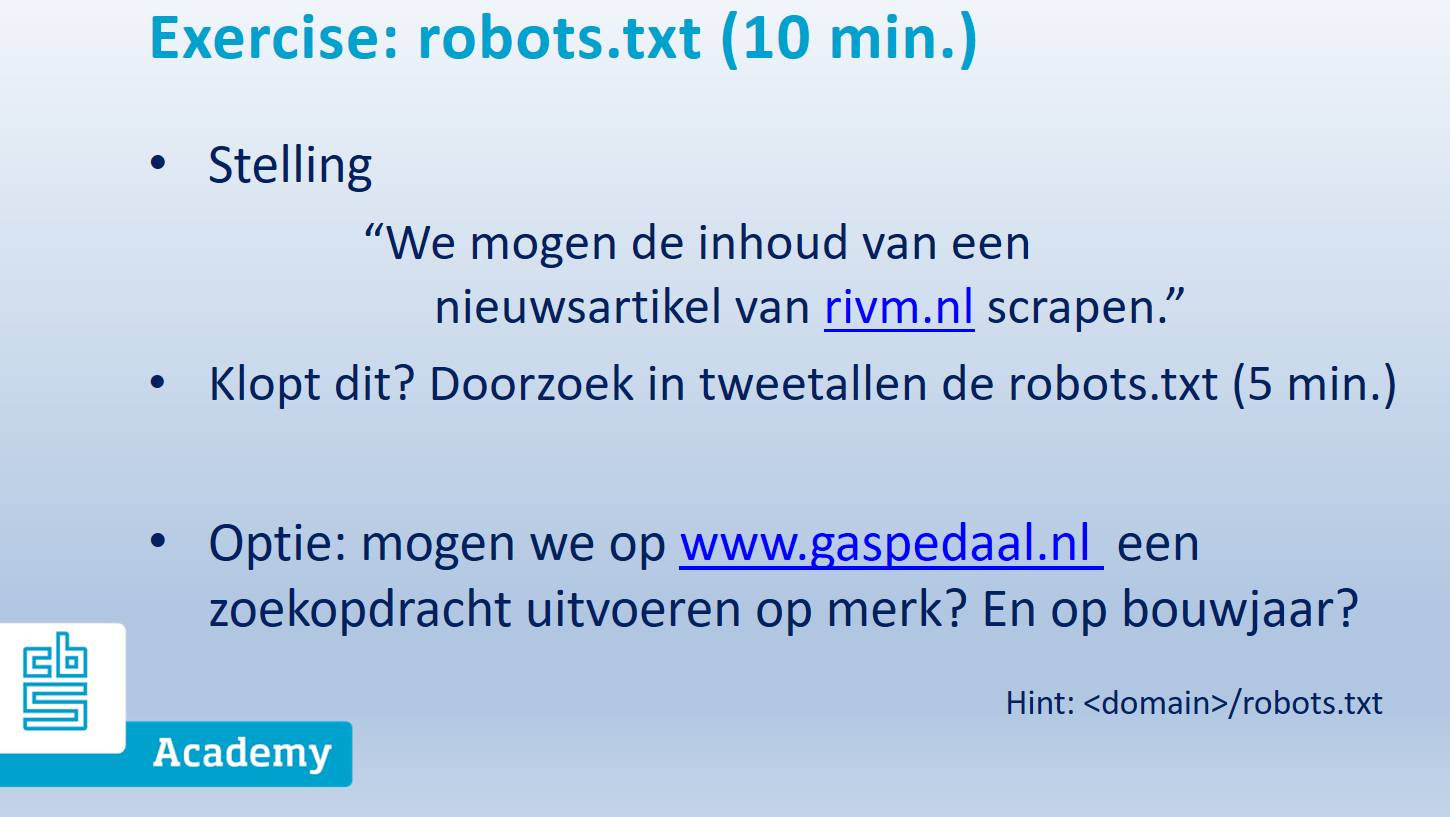 Exercise: robots.txt (10 min.)
• Stelling
“We mogen de inhoud van een
nieuwsartikel van rivm.nl scrapen.”
• Klopt dit? Doorzoek in tweetallen de robots.txt (5 min.)
• Optie: mogen we op www.gaspedaal.nl een
zoekopdracht uitvoeren op merk? En op bouwjaar?
Hint: <domain>/robots.txt
cbs
Academy